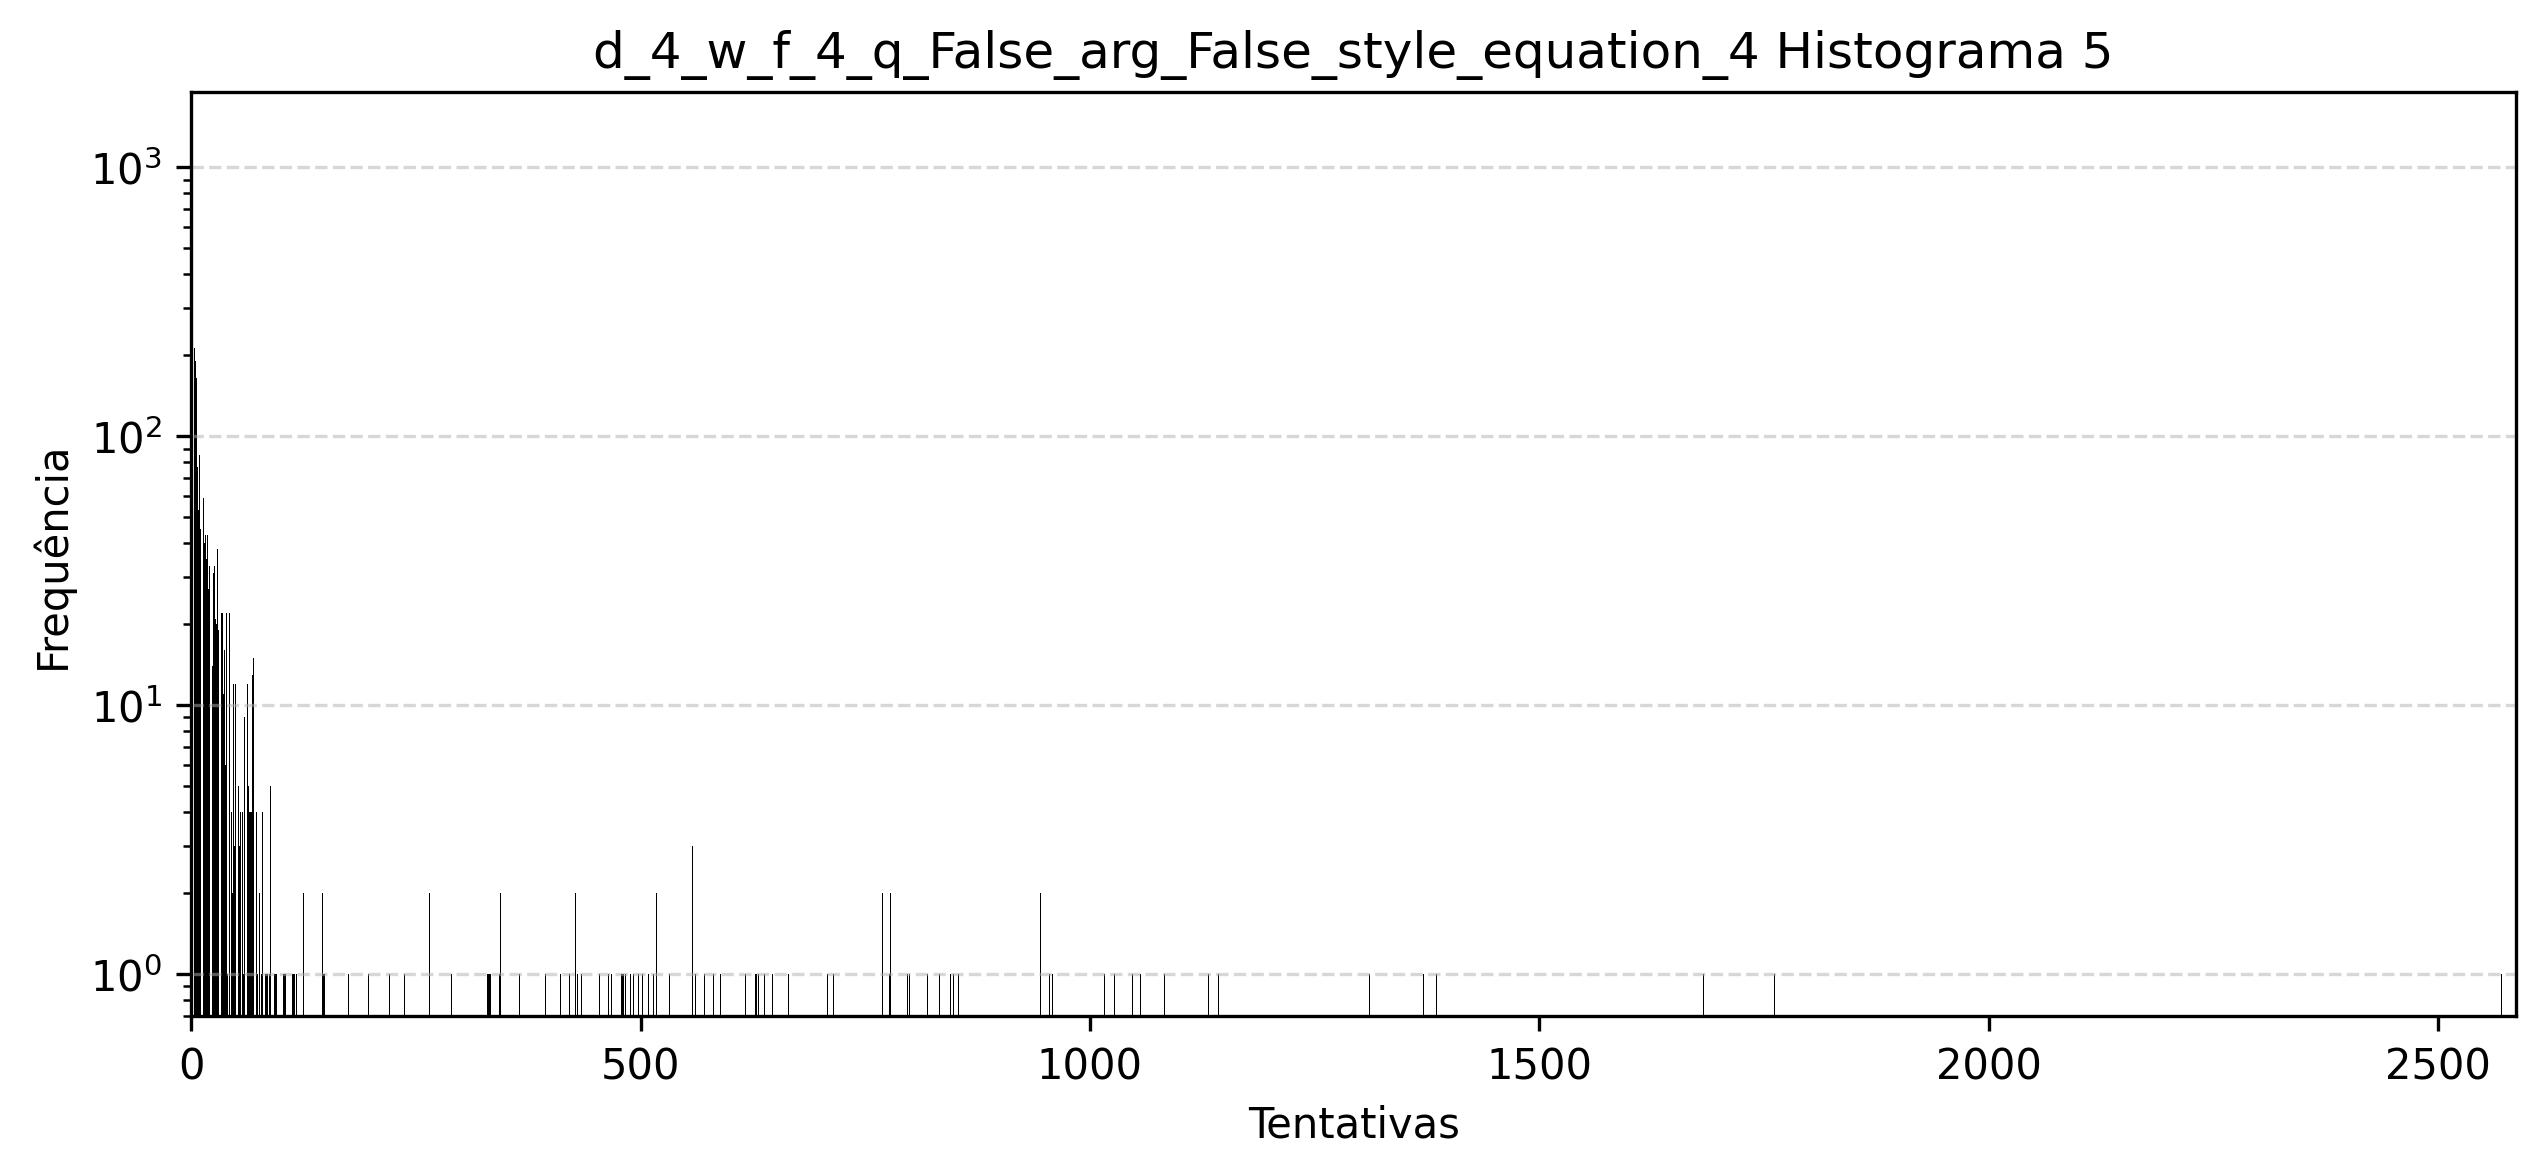 d_4_w_f_4_q_False_arg_False_style_equation_4 Histograma 5
10³
10²
10¹
10⁰
Frequência
0 500 1000 1500 2000 2500
Tentativas